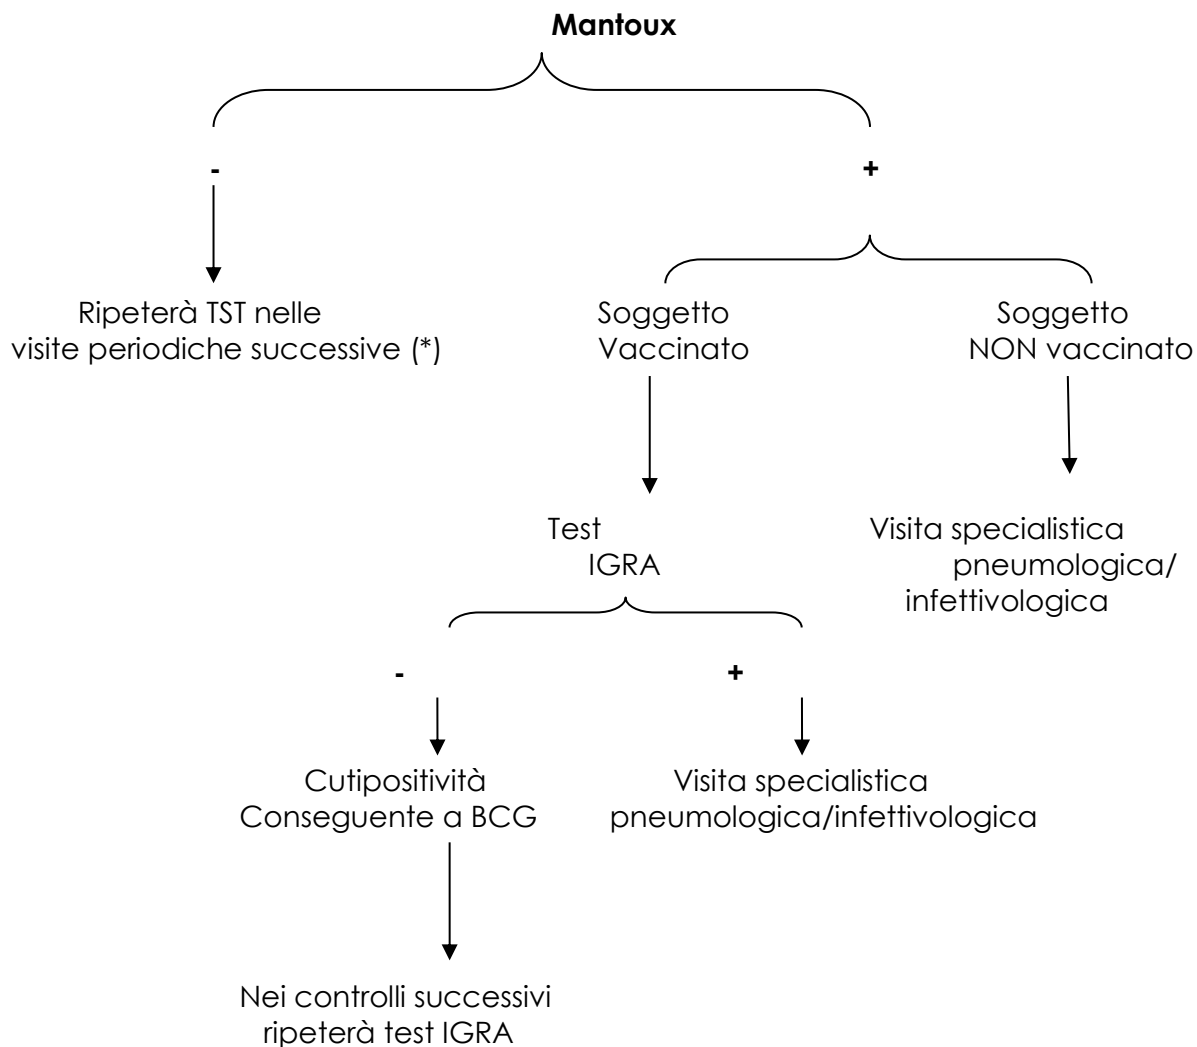 Mantoux
-
+
Ripeterà TST nelle
visite periodiche successive (*)
Soggetto
Vaccinato
Soggetto
NON vaccinato
Test
IGRA
Visita specialistica
pneumologica/
infettivologica
-
+
Cutipositività
Conseguente a BCG
Visita specialistica
pneumologica/infettivologica
Nei controlli successivi
ripeterà test IGRA